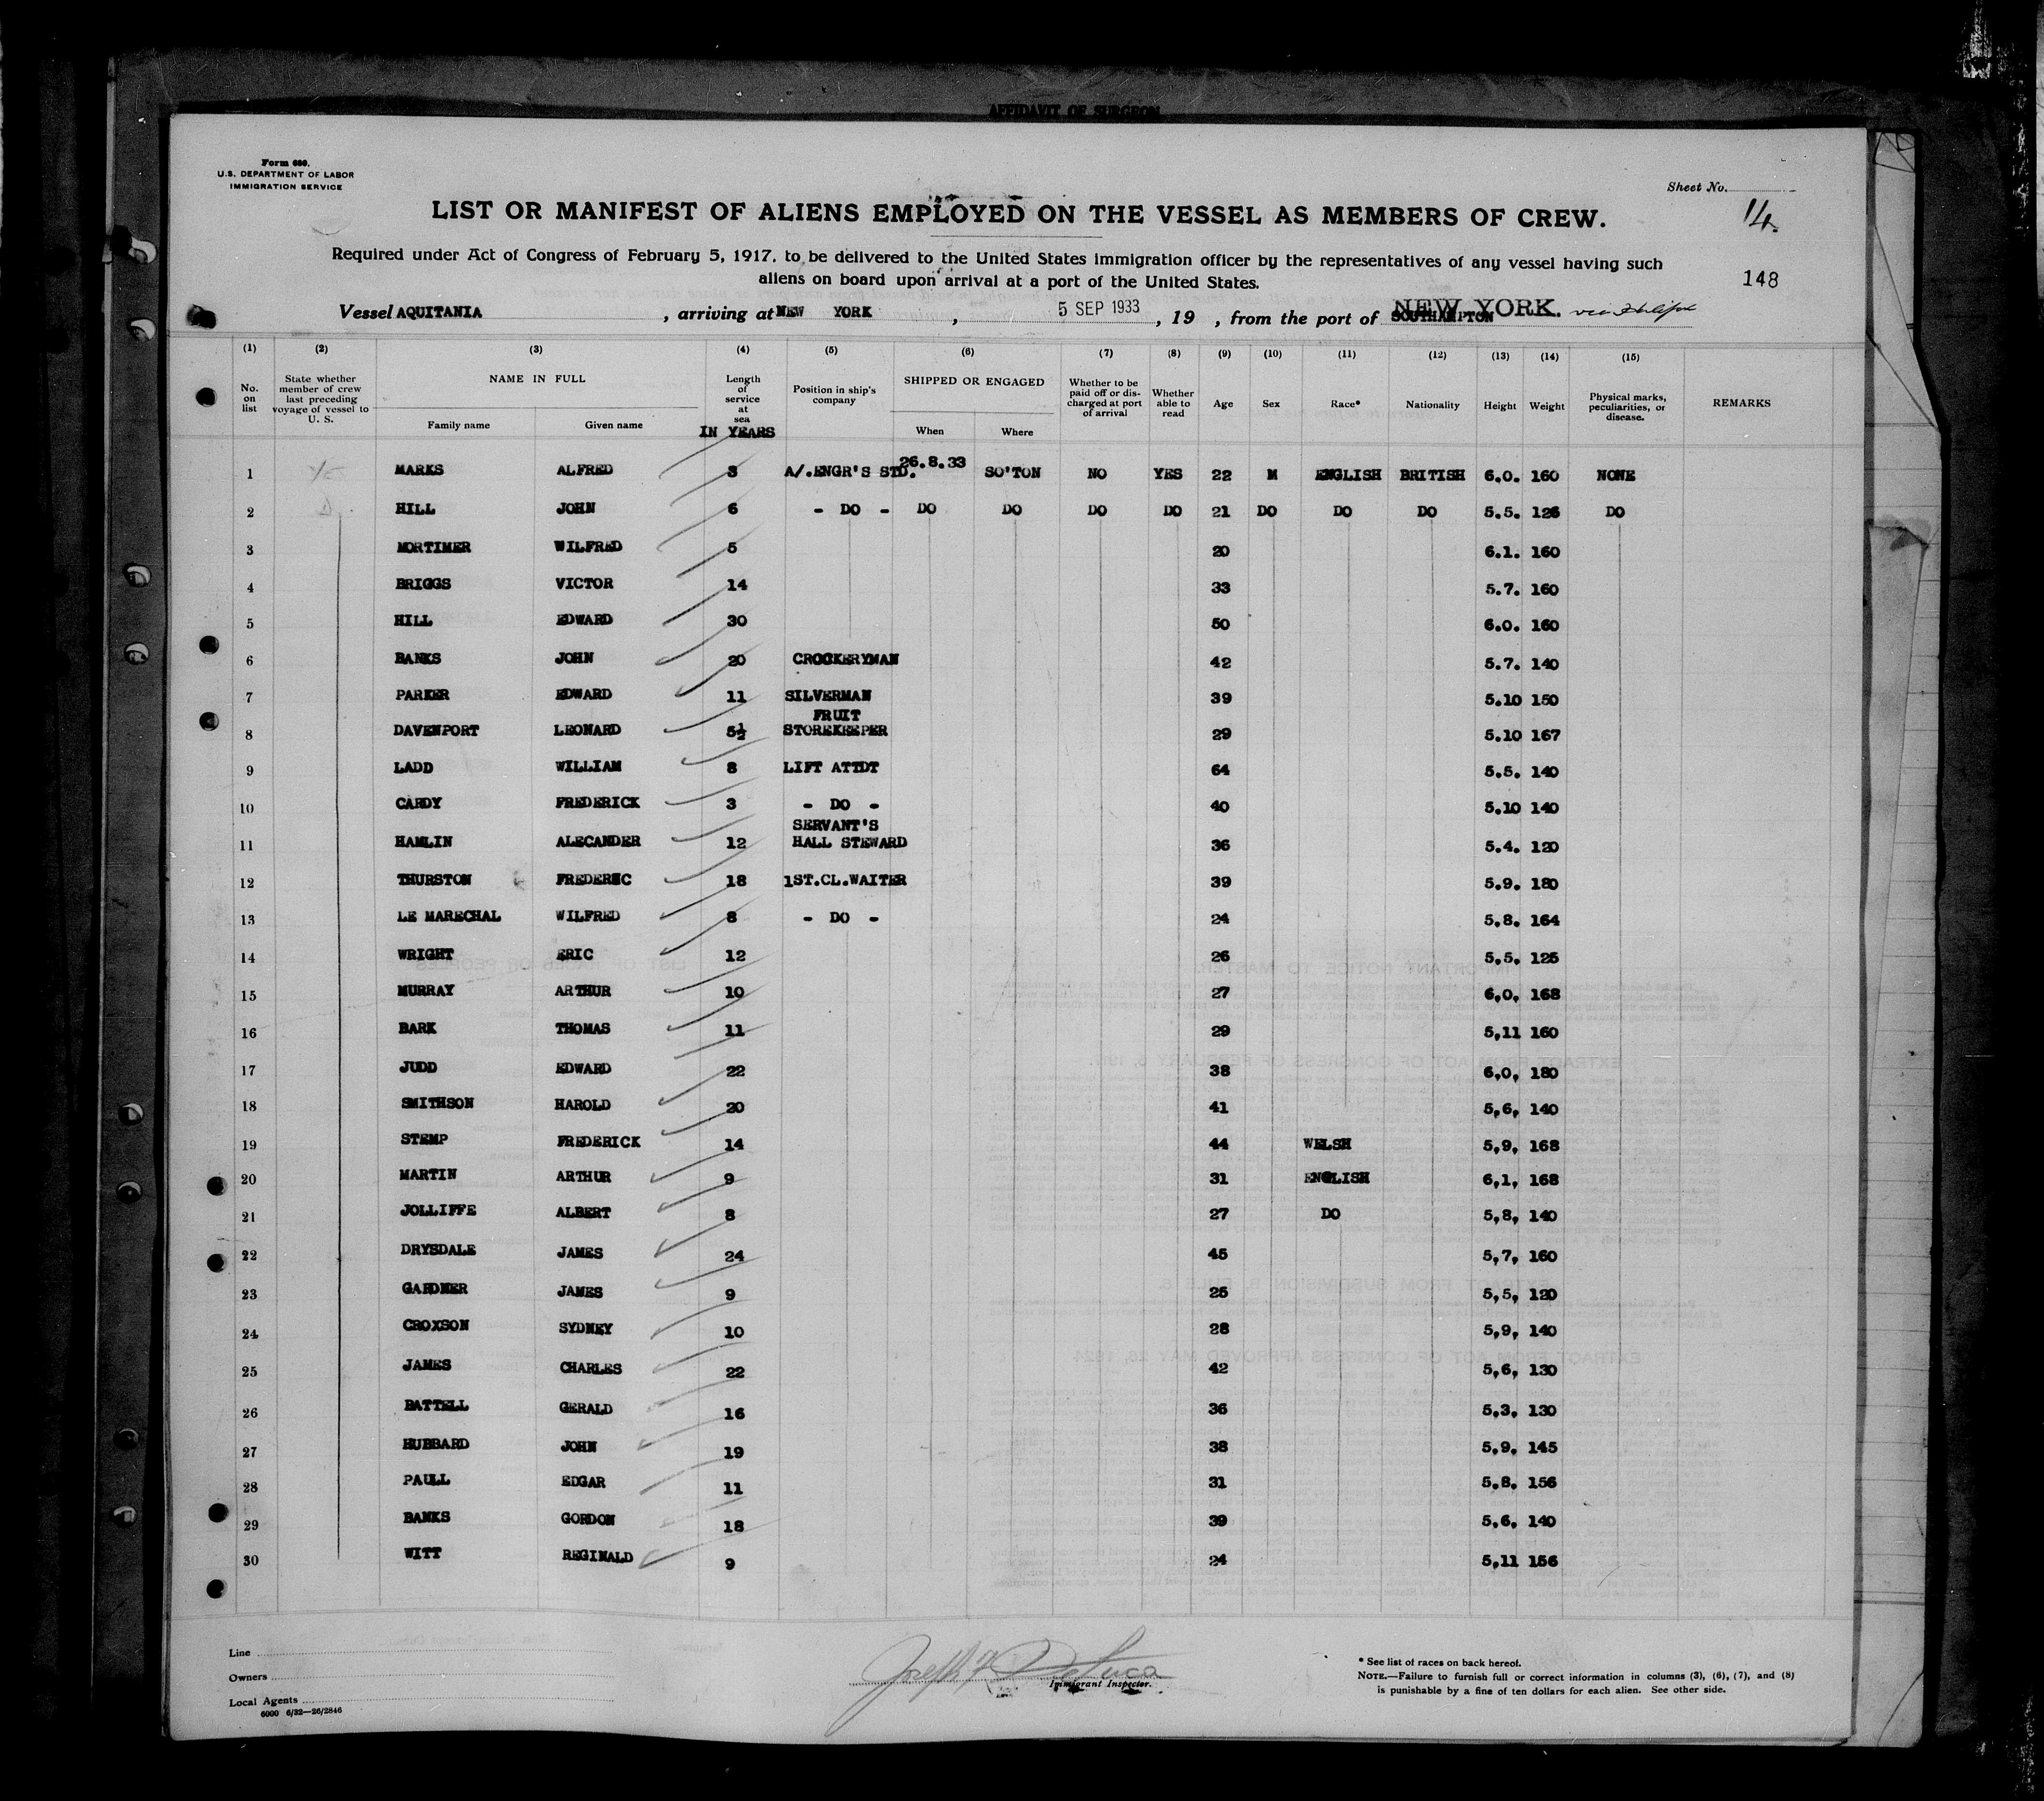 AFFIDAVIT OF SURGEON
Form 680.
U.S. DEPARTMENT OF LABOR
IMMIGRATION SERVICE
Sheet No.
14.
LIST OR MANIFEST OF ALIENS EMPLOYED ON THE VESSEL AS MEMBERS OF CREW.
Required under Act of Congress of February 5, 1917, to be delivered to the United States immigration officer by the representatives of any vessel having such
aliens on board upon arrival at a port of the United States.
148
Vessel AQUITANIA , arriving at NEW YORK , 5 SEP 1933 , 19 , from the port of SOUTHAMPTON NEW YORK. via Halifax
(1) (2) (3) (4) (5) (6) (7) (8) (9) (10) (11) (12) (13) (14) (15)
No. on list State whether member of crew last preceding voyage of vessel to U. S. NAME IN FULL Length of service at sea Position in ship's company SHIPPED OR ENGAGED Whether to be paid off or discharged at port of arrival Whether able to read Age Sex Race* Nationality Height Weight Physical marks, peculiarities, or disease. REMARKS
Family name Given name IN YEARS When Where
1 YE MARKS ALFRED 3 A/.ENGR'S STD. 26.8.33 SO'TON NO YES 22 M ENGLISH BRITISH 6.0. 160 NONE
2 HILL JOHN 6 - DO - DO DO DO DO 21 DO DO DO 5.5. 126 DO
3 MORTIMER WILFRED 5 20 6.1. 160
4 BRIGGS VICTOR 14 33 5.7. 160
5 HILL EDWARD 30 50 6.0. 160
6 BANKS JOHN 20 CROCKERYMAN 42 5.7. 140
7 PARKER EDWARD 11 SILVERMAN 39 5.10 150
8 DAVENPORT LEONARD 5½ FRUIT STOREKEEPER 29 5.10 167
9 LADD WILLIAM 8 LIFT ATTDT 64 5.5. 140
10 CARDY FREDERICK 3 - DO - 40 5.10 140
11 HAMLIN ALECANDER 12 SERVANT'S HALL STEWARD 36 5.4. 120
12 THURSTON FREDERIC 18 1ST.CL.WAITER 39 5.9. 180
13 LE MARECHAL WILFRED 8 - DO - 24 5,8. 164
14 WRIGHT ERIC 12 26 5,5, 125
15 MURRAY ARTHUR 10 27 6,0, 168
16 BARK THOMAS 11 29 5,11 160
17 JUDD EDWARD 22 38 6,0, 180
18 SMITHSON HAROLD 20 41 5,6, 140
19 STEMP FREDERICK 14 44 WELSH 5,9, 168
20 MARTIN ARTHUR 9 31 ENGLISH 6,1, 168
21 JOLLIFFE ALBERT 8 27 DO 5,8, 140
22 DRYSDALE JAMES 24 45 5,7, 160
23 GARDNER JAMES 9 25 5,5, 120
24 CROXSON SYDNEY 10 28 5,9, 140
25 JAMES CHARLES 22 42 5,6, 130
26 BATTELL GERALD 16 36 5,3, 130
27 HUBBARD JOHN 19 38 5,9, 145
28 PAULL EDGAR 11 31 5,8, 156
29 BANKS GORDON 18 39 5,6, 140
30 WITT REGINALD 9 24 5,11 156
Line
Owners
Local Agents
6000 6/32—26/2846
Joseph F. DeLuca
Immigrant Inspector.
* See list of races on back hereof.
NOTE.—Failure to furnish full or correct information in columns (3), (6), (7), and (8)
is punishable by a fine of ten dollars for each alien. See other side.